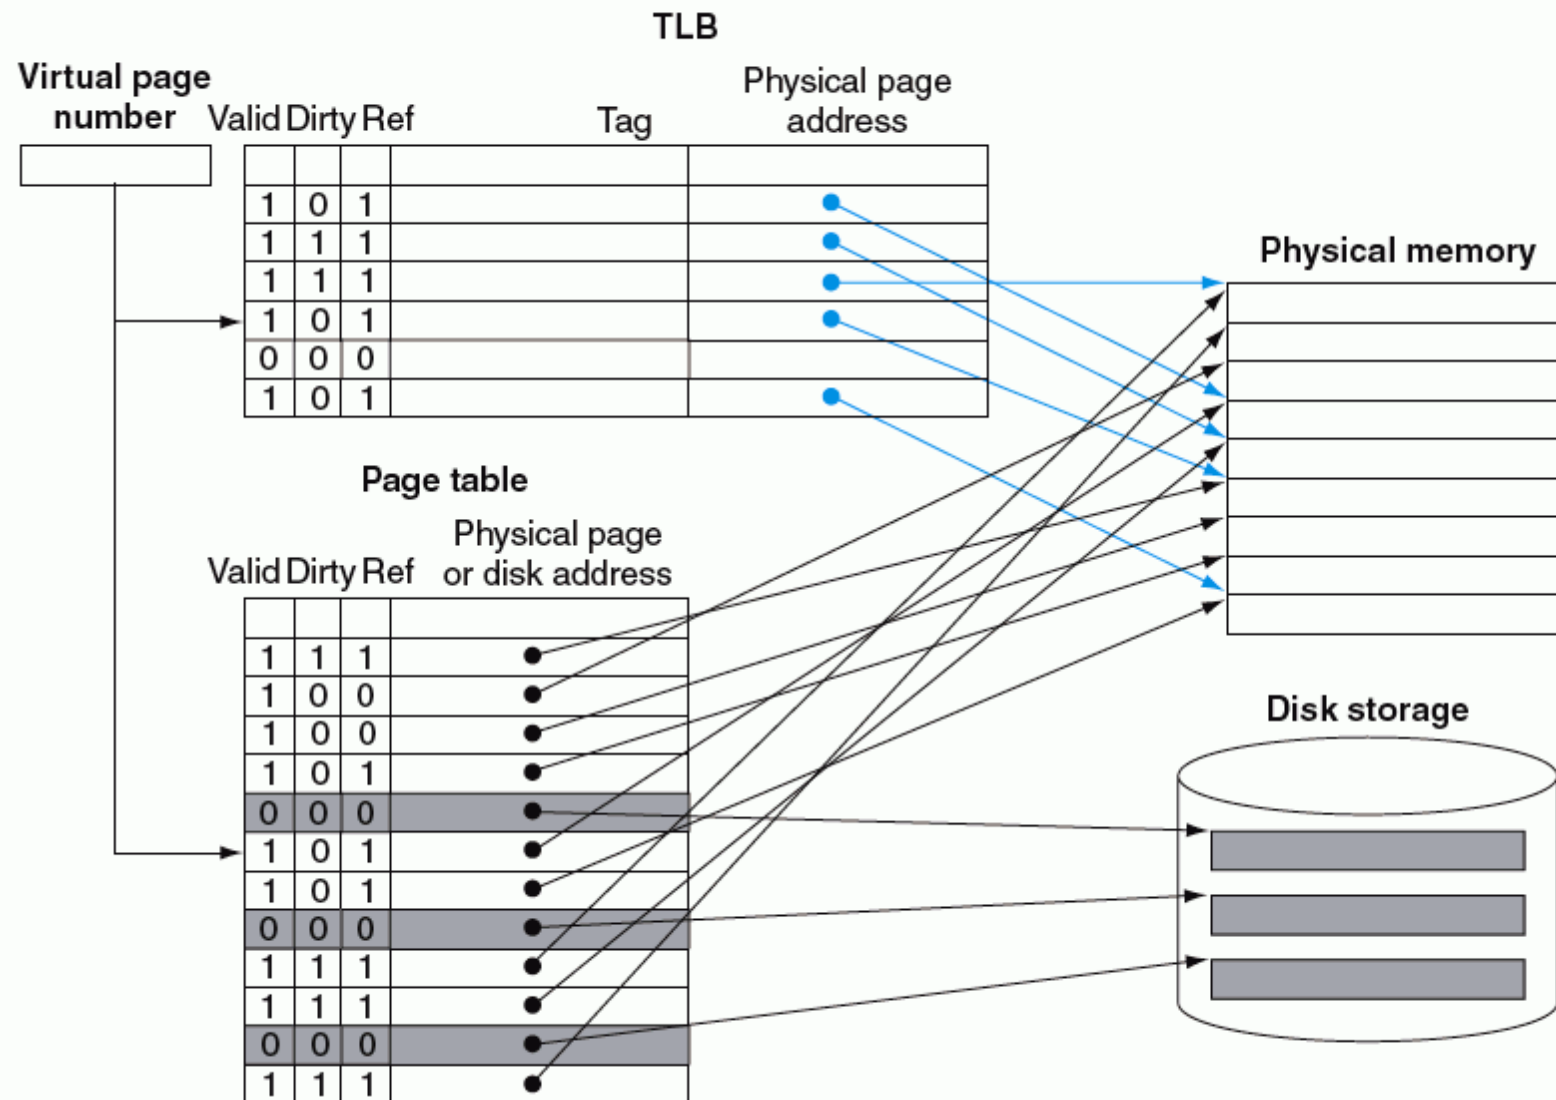 TLB
Virtual page
number
Valid Dirty Ref
Tag
Physical page
address
1 0 1
1 1 1
1 1 1
1 0 1
0 0 0
1 0 1
Physical memory
Page table
Physical page
or disk address
Valid Dirty Ref
1 1 1
1 0 0
1 0 0
1 0 1
0 0 0
1 0 1
1 0 1
0 0 0
1 1 1
1 1 1
0 0 0
1 1 1
Disk storage